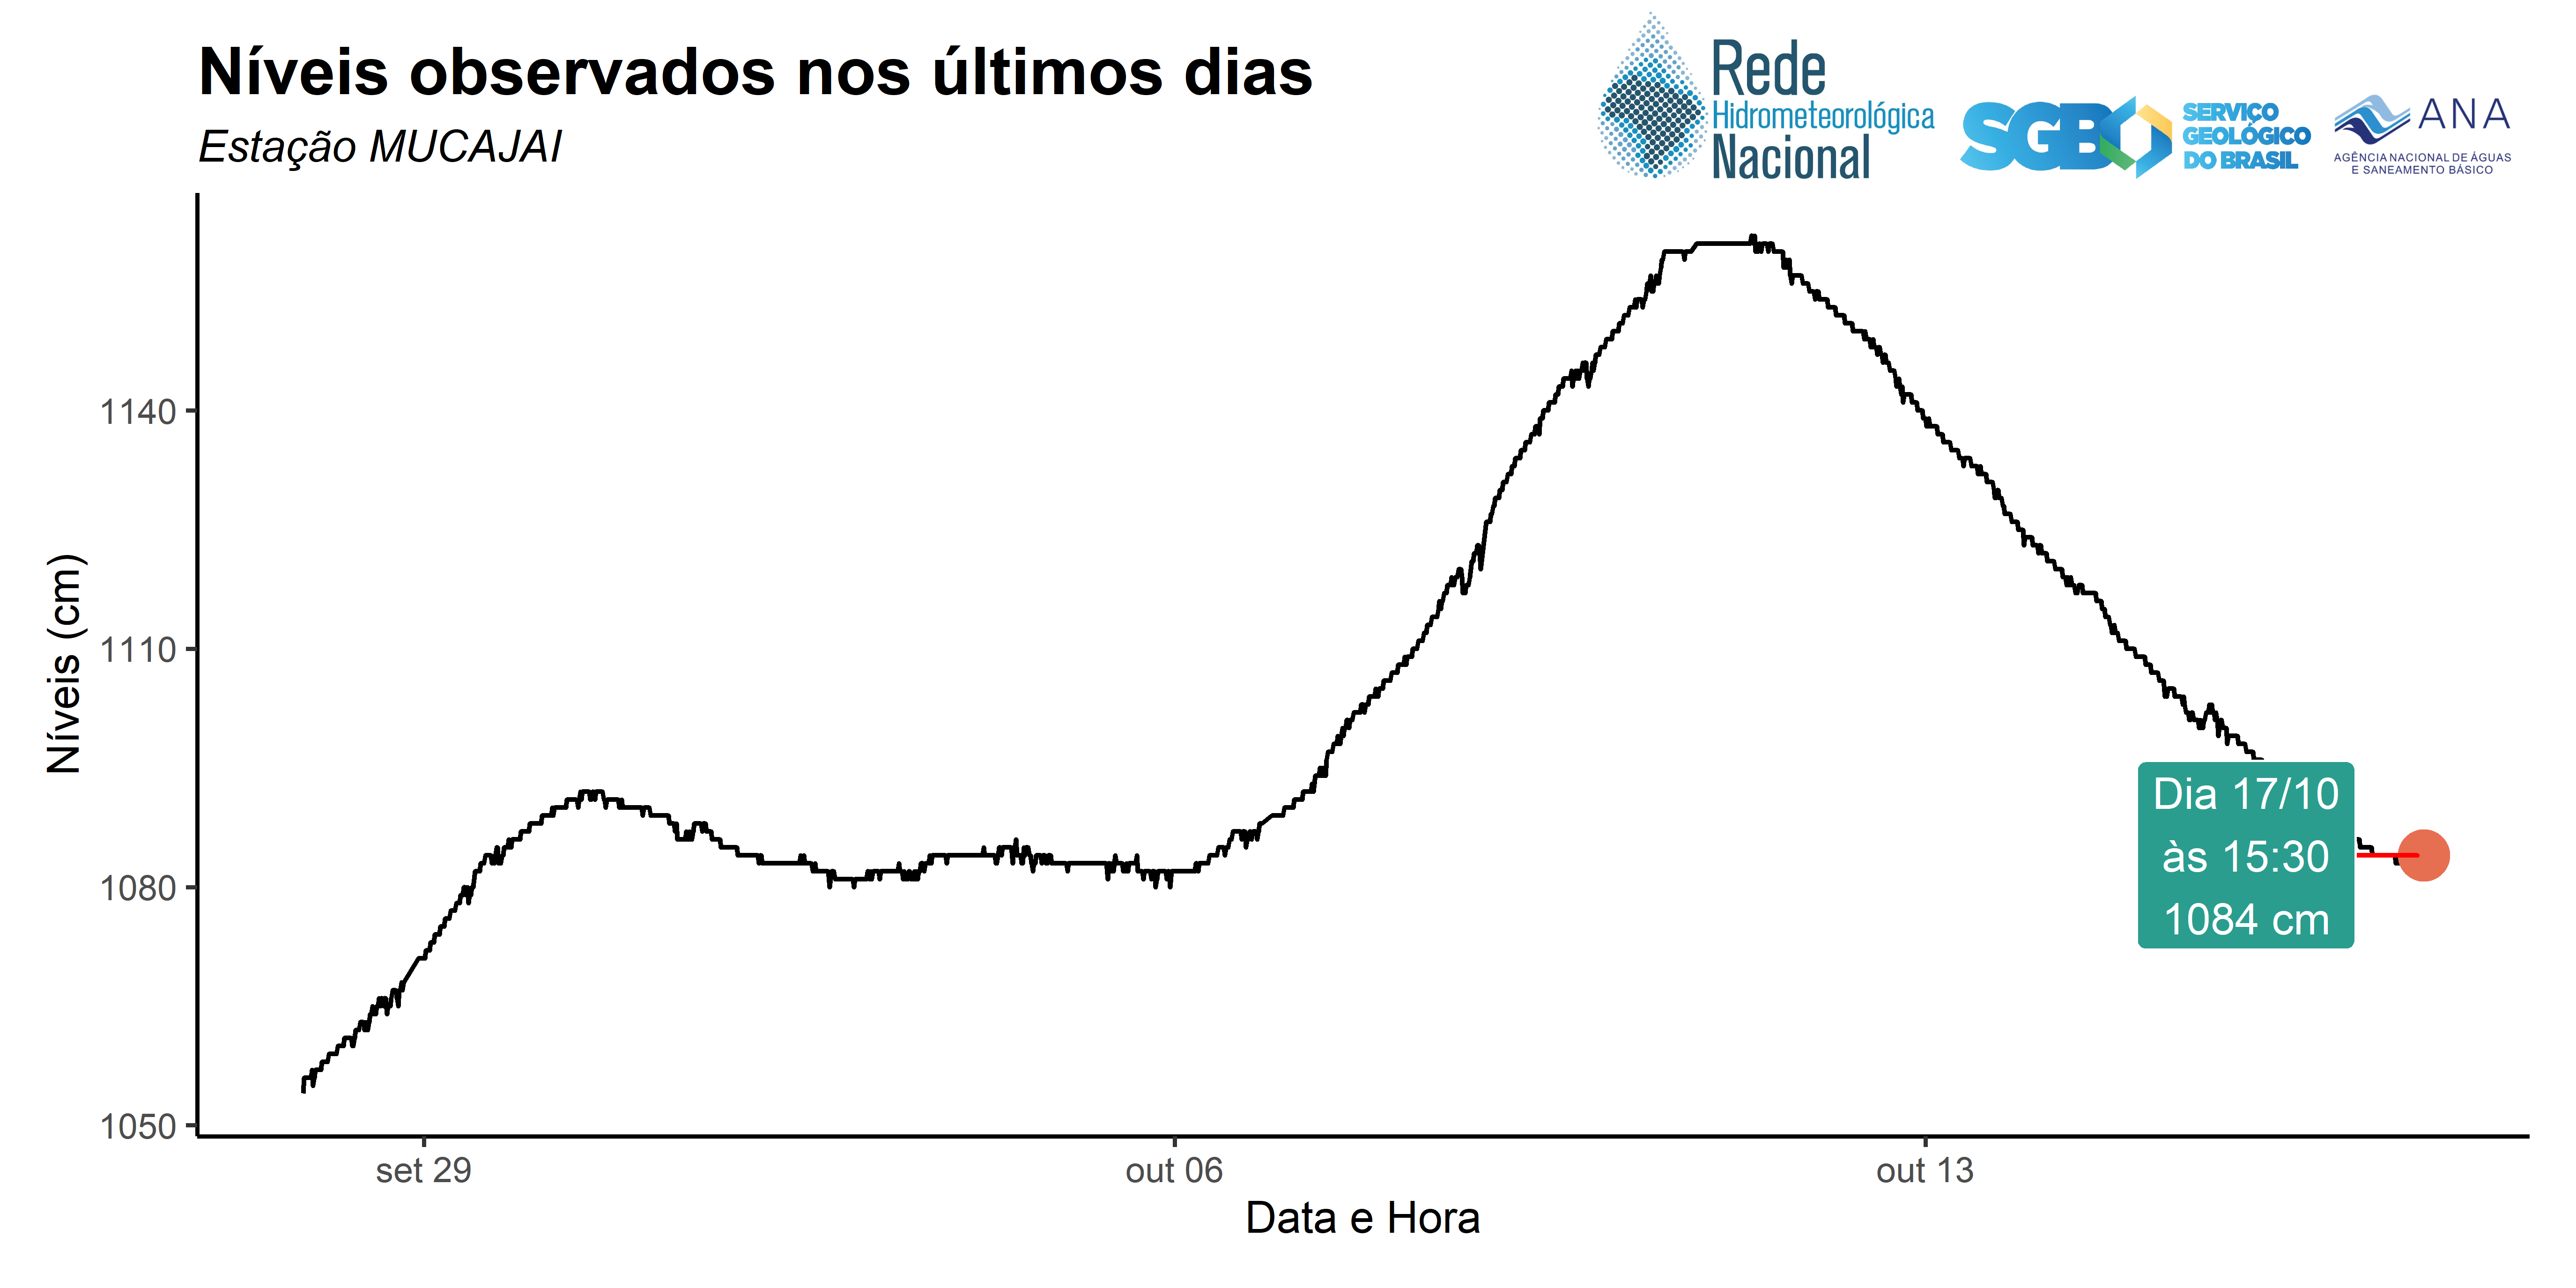 Níveis observados nos últimos dias
Estação MUCAJAI
Rede
Hidrometeorológica
Nacional
SGB
SERVIÇO
GEOLÓGICO
DO BRASIL
ANA
AGÊNCIA NACIONAL DE ÁGUAS
E SANEAMENTO BÁSICO
Níveis (cm)
1140
1110
1080
1050
Dia 17/10
às 15:30
1084 cm
set 29
out 06
out 13
Data e Hora